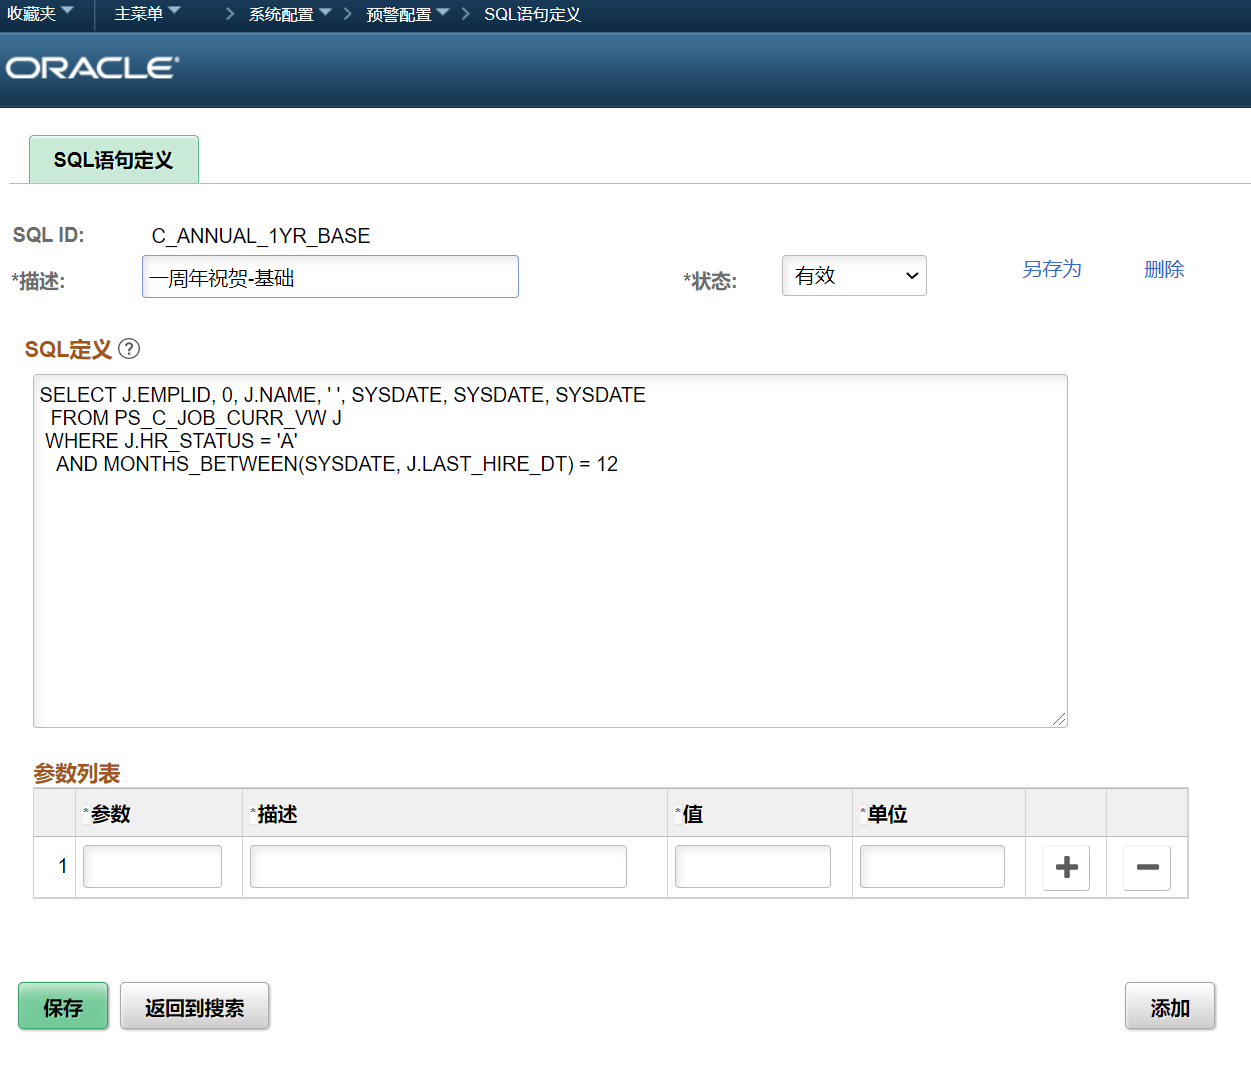 收藏夹 主菜单 系统配置 预警配置 SQL语句定义
ORACLE
SQL语句定义
SQL ID: C_ANNUAL_1YR_BASE
*描述: 一周年祝贺-基础 *状态: 有效 另存为 删除
SQL定义 ?
SELECT J.EMPLID, 0, J.NAME, ' ', SYSDATE, SYSDATE, SYSDATE
FROM PS_C_JOB_CURR_VW J
WHERE J.HR_STATUS = 'A'
AND MONTHS_BETWEEN(SYSDATE, J.LAST_HIRE_DT) = 12
参数列表
*参数 *描述 *值 *单位
1
保存 返回到搜索 添加